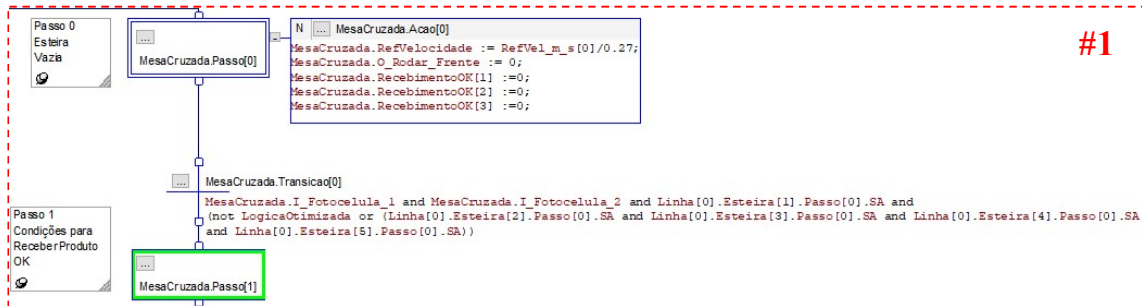 Passo 0
Esteira
Vazia
...
MesaCruzada.Passo[0]
N ... MesaCruzada.Acao[0]
MesaCruzada.RefVelocidade := RefVel_m_s[0]/0.27;
MesaCruzada.O_Rodar_Frente := 0;
MesaCruzada.RecebimentoOK[1] :=0;
MesaCruzada.RecebimentoOK[2] :=0;
MesaCruzada.RecebimentoOK[3] :=0;
#1
... MesaCruzada.Transicao[0]
MesaCruzada.I_Fotocelula_1 and MesaCruzada.I_Fotocelula_2 and Linha[0].Esteira[1].Passo[0].SA and
(not LogicaOtimizada or (Linha[0].Esteira[2].Passo[0].SA and Linha[0].Esteira[3].Passo[0].SA and Linha[0].Esteira[4].Passo[0].SA
and Linha[0].Esteira[5].Passo[0].SA))
Passo 1
Condições para
Receber Produto
OK
...
MesaCruzada.Passo[1]